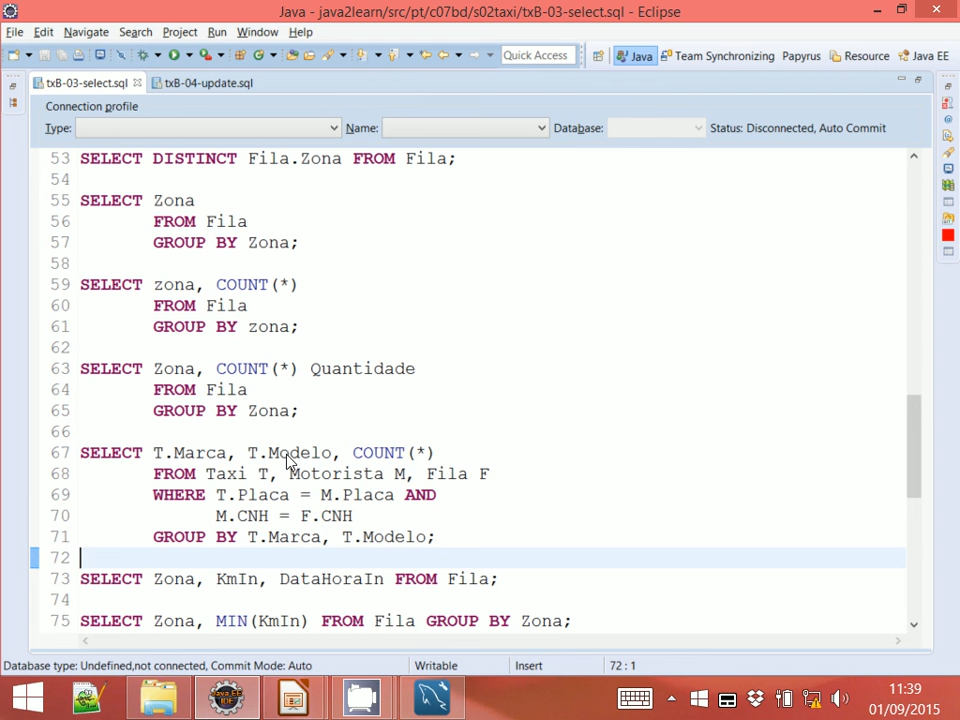 Java - java2learn/src/pt/c07bd/s02taxi/txB-03-select.sql - Eclipse
File Edit Navigate Search Project Run Window Help
Quick Access Java Team Synchronizing Papyrus Resource Java EE
txB-03-select.sql txB-04-update.sql
Connection profile
Type: Name: Database: Status: Disconnected, Auto Commit
53 SELECT DISTINCT Fila.Zona FROM Fila;
54
55 SELECT Zona
56 FROM Fila
57 GROUP BY Zona;
58
59 SELECT zona, COUNT(*)
60 FROM Fila
61 GROUP BY zona;
62
63 SELECT Zona, COUNT(*) Quantidade
64 FROM Fila
65 GROUP BY Zona;
66
67 SELECT T.Marca, T.Modelo, COUNT(*)
68 FROM Taxi T, Motorista M, Fila F
69 WHERE T.Placa = M.Placa AND
70 M.CNH = F.CNH
71 GROUP BY T.Marca, T.Modelo;
72
73 SELECT Zona, KmIn, DataHoraIn FROM Fila;
74
75 SELECT Zona, MIN(KmIn) FROM Fila GROUP BY Zona;
Database type: Undefined,not connected, Commit Mode: Auto Writable Insert 72 : 1
Java EE
IDE
11:39
01/09/2015